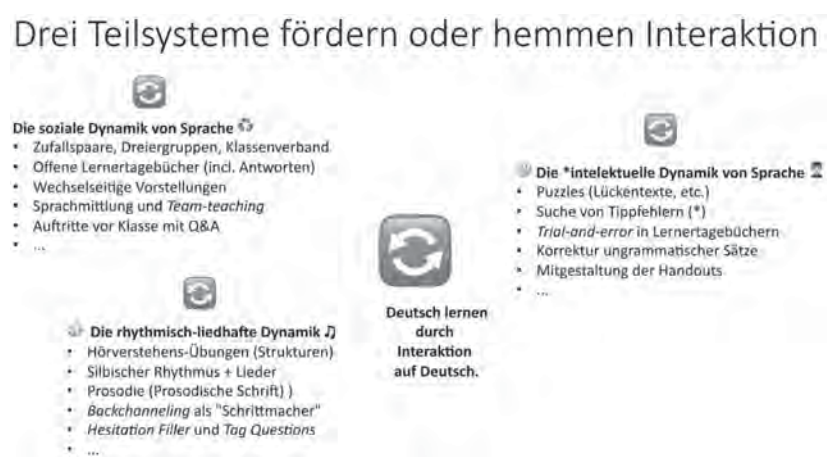 Drei Teilsysteme fördern oder hemmen Interaktion
Die soziale Dynamik von Sprache
• Zufallspaare, Dreiergruppen, Klassenverband
• Offene Lernertagebücher (incl. Antworten)
• Wechselseitige Vorstellungen
• Sprachmittlung und Team-teaching
• Auftritte vor Klasse mit Q&A
• ...
Die rhythmisch-liedhafte Dynamik ♫
• Hörverstehens-Übungen (Strukturen)
• Silbischer Rhythmus + Lieder
• Prosodie (Prosodische Schrift) )
• Backchanneling als "Schrittmacher"
• Hesitation Filler und Tag Questions
• ...
Deutsch lernen
durch
Interaktion
auf Deutsch.
Die *intelektuelle Dynamik von Sprache
• Puzzles (Lückentexte, etc.)
• Suche von Tippfehlern (*)
• Trial-and-error in Lernertagebüchern
• Korrektur ungrammatischer Sätze
• Mitgestaltung der Handouts
• ...